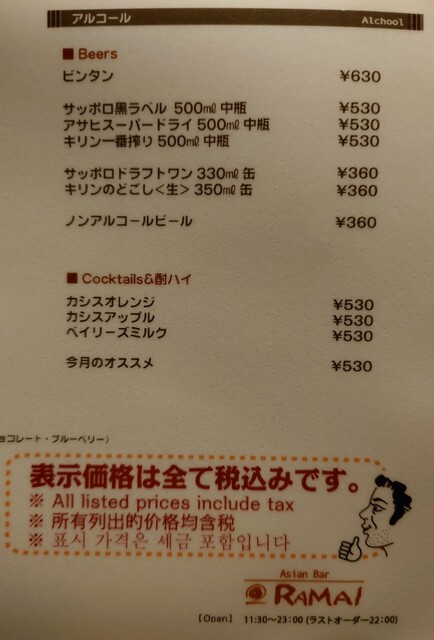 アルコール Alchool
■ Beers
ビンタン ¥630
サッポロ黒ラベル 500㎖ 中瓶 ¥530
アサヒスーパードライ 500㎖ 中瓶 ¥530
キリン一番搾り 500㎖ 中瓶 ¥530
サッポロドラフトワン 330㎖ 缶 ¥360
キリンのどごし<生> 350㎖ 缶 ¥360
ノンアルコールビール ¥360
■ Cocktails&酎ハイ
カシスオレンジ ¥530
カシスアップル ¥530
ベイリーズミルク ¥530
今月のオススメ ¥530
ョコレート・ブルーベリー)
表示価格は全て税込みです。
※ All listed prices include tax
※ 所有列出的价格均含税
※ 표시 가격은 세금 포함입니다
Asian Bar
RAMAI
[Open] 11:30~23:00 (ラストオーダー22:00)